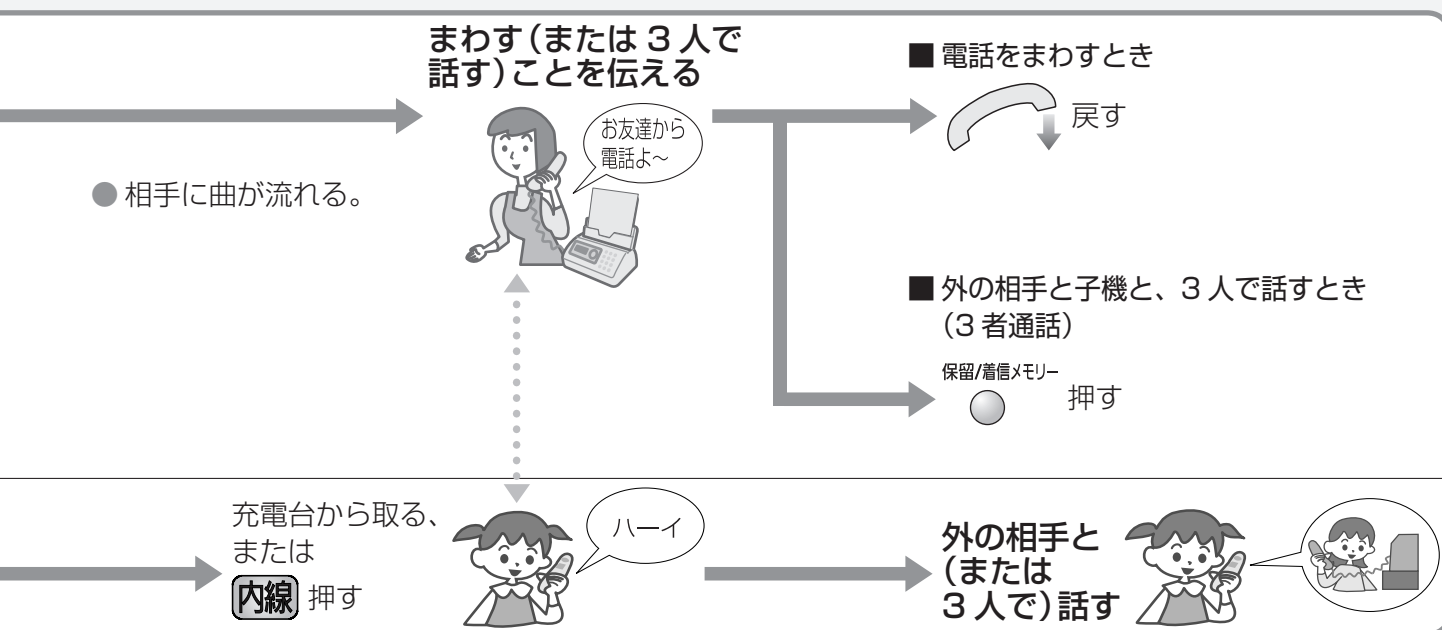 まわす（または 3 人で
話す）ことを伝える
お友達から
電話よ～
● 相手に曲が流れる。
■ 電話をまわすとき
戻す
■ 外の相手と子機と、3 人で話すとき
（3 者通話）
保留/着信メモリー
押す
充電台から取る、
または
内線 押す
ハーイ
外の相手と
（または
3 人で）話す